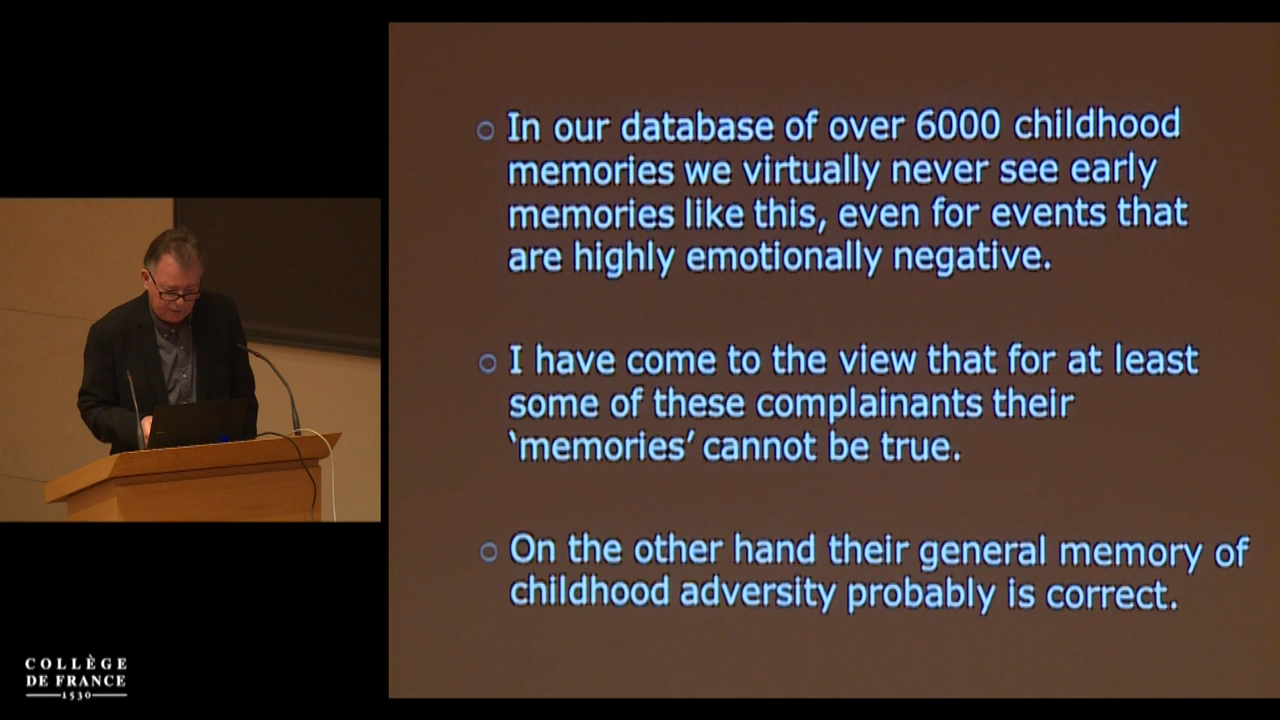 In our database of over 6000 childhood
memories we virtually never see early
memories like this, even for events that
are highly emotionally negative.
I have come to the view that for at least
some of these complainants their
‘memories’ cannot be true.
On the other hand their general memory of
childhood adversity probably is correct.
COLLÈGE
DE FRANCE
1530